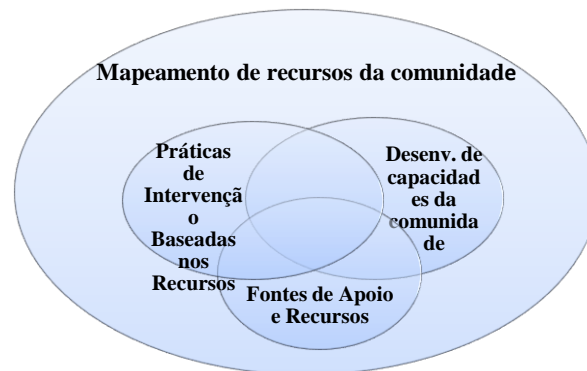 Mapeamento de recursos da comunidade
Práticas
de
Intervençã
o
Baseadas
nos
Recursos
Desenv. de
capacidad
es da
comunida
de
Fontes de Apoio
e Recursos